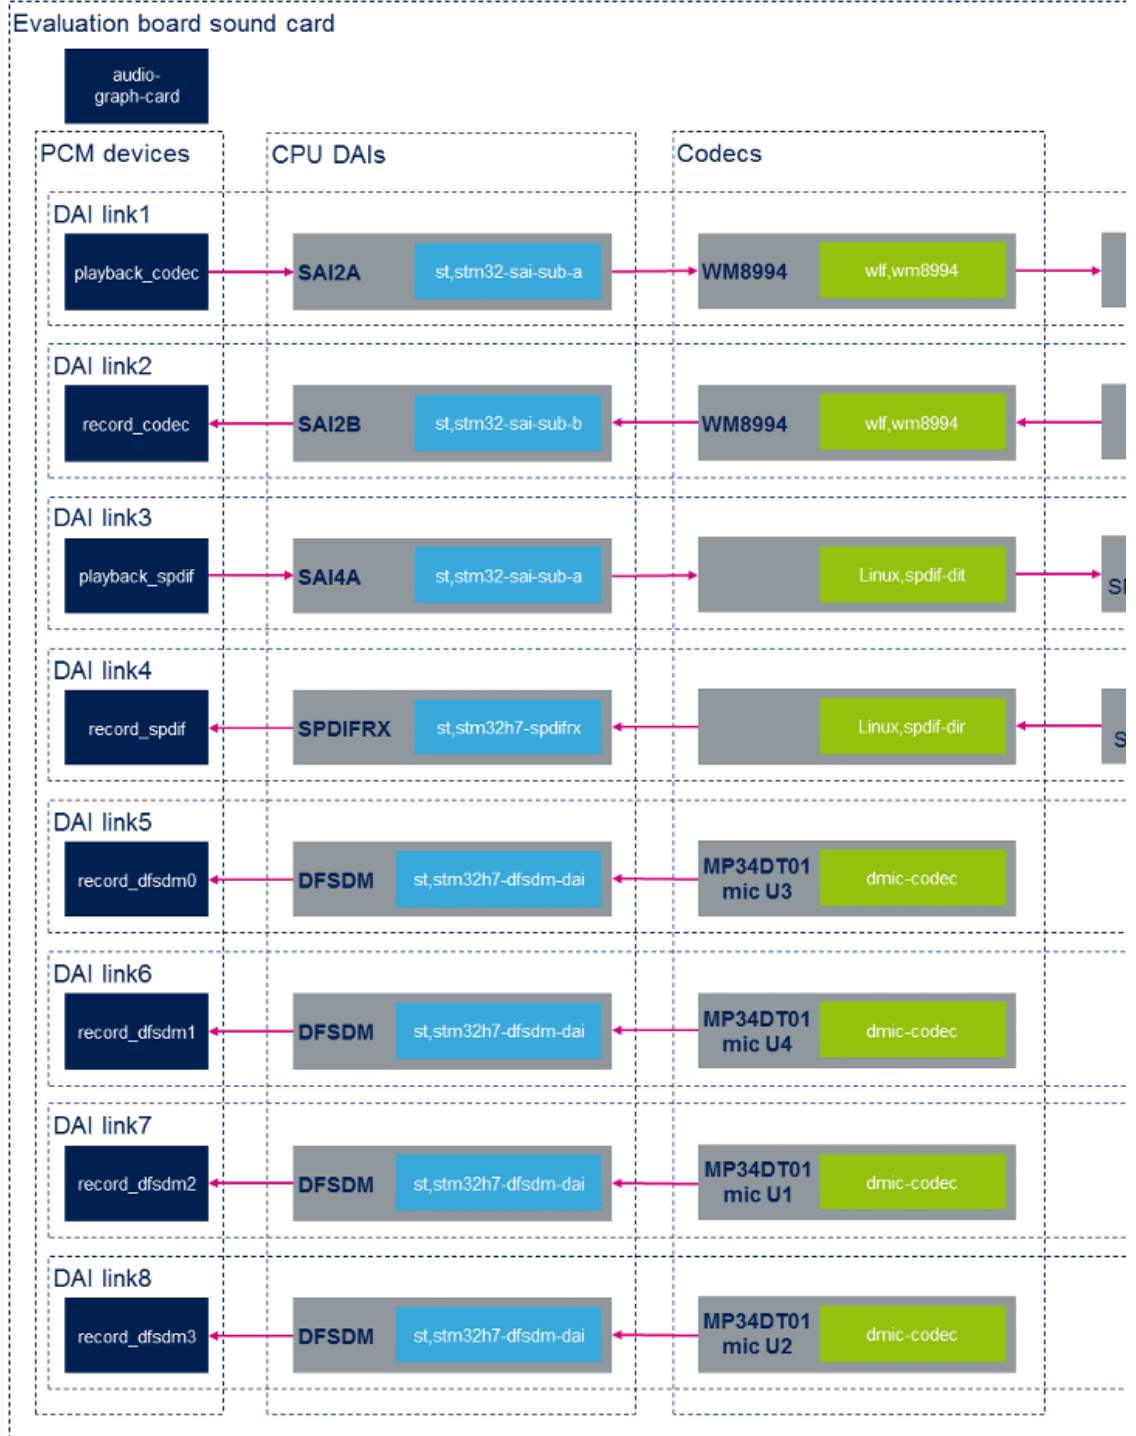 Evaluation board sound card
audio-
graph-card
PCM devices
CPU DAIs
Codecs
DAI link1
playback_codec
SAI2A
st,stm32-sai-sub-a
WM8994
wlf,wm8994
DAI link2
record_codec
SAI2B
st,stm32-sai-sub-b
WM8994
wlf,wm8994
DAI link3
playback_spdif
SAI4A
st,stm32-sai-sub-a
Linux,spdif-dit
DAI link4
record_spdif
SPDIFRX
st,stm32h7-spdifrx
Linux,spdif-dir
DAI link5
record_dfsdm0
DFSDM
st,stm32h7-dfsdm-dai
MP34DT01
mic U3
dmic-codec
DAI link6
record_dfsdm1
DFSDM
st,stm32h7-dfsdm-dai
MP34DT01
mic U4
dmic-codec
DAI link7
record_dfsdm2
DFSDM
st,stm32h7-dfsdm-dai
MP34DT01
mic U1
dmic-codec
DAI link8
record_dfsdm3
DFSDM
st,stm32h7-dfsdm-dai
MP34DT01
mic U2
dmic-codec